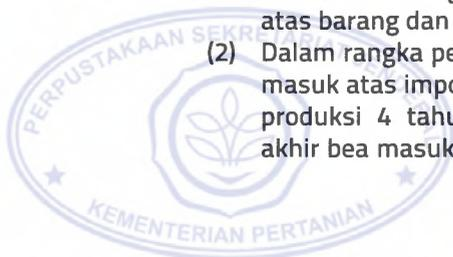 atas barang dan
(2) Dalam rangka pe
masuk atas impo
produksi 4 tahu
akhir bea masuk
PERPUSTAKAAN SEKRETARIAT JENDERAL
KEMENTERIAN PERTANIAN